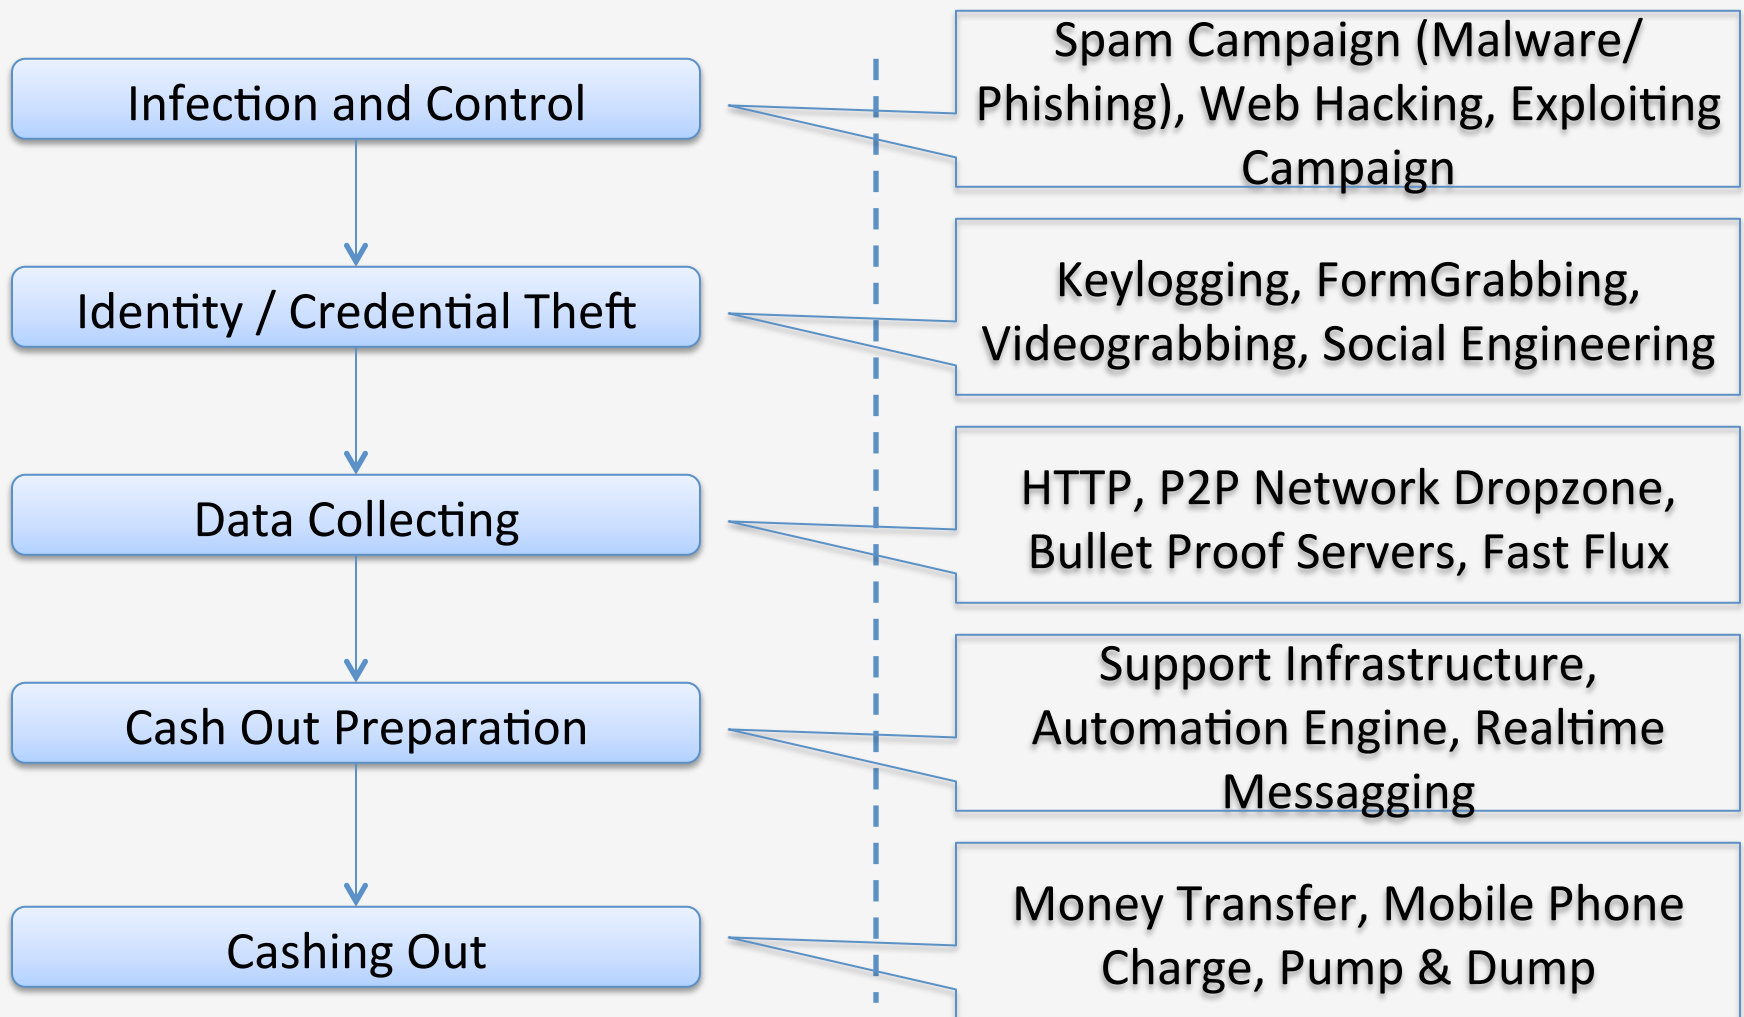 Infection and Control
Spam Campaign (Malware/
Phishing), Web Hacking, Exploiting
Campaign
Identity / Credential Theft
Keylogging, FormGrabbing,
Videograbbing, Social Engineering
Data Collecting
HTTP, P2P Network Dropzone,
Bullet Proof Servers, Fast Flux
Cash Out Preparation
Support Infrastructure,
Automation Engine, Realtime
Messagging
Cashing Out
Money Transfer, Mobile Phone
Charge, Pump & Dump